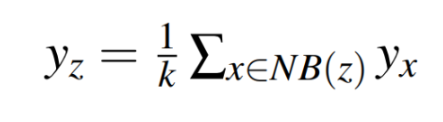 y_z = \frac{1}{k} \sum_{x \in NB(z)} y_x